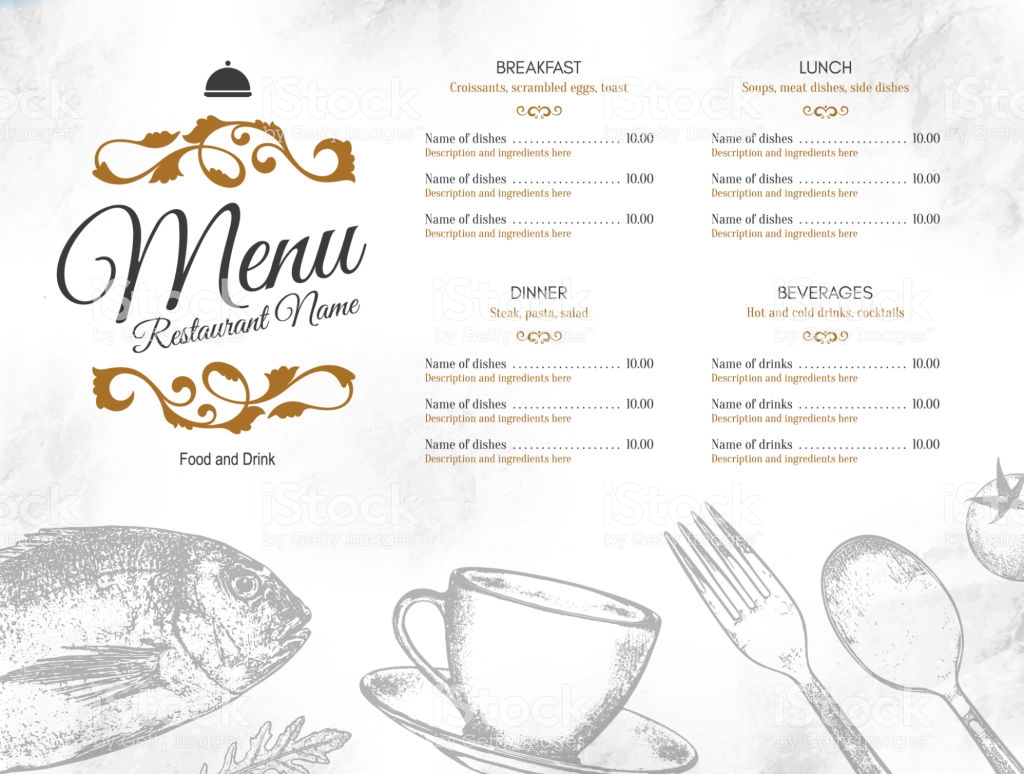 Menu
Restaurant Name
Food and Drink
BREAKFAST
Croissants, scrambled eggs, toast
Name of dishes ..................... 10.00
Description and ingredients here
Name of dishes ..................... 10.00
Description and ingredients here
Name of dishes ..................... 10.00
Description and ingredients here
LUNCH
Soups, meat dishes, side dishes
Name of dishes ..................... 10.00
Description and ingredients here
Name of dishes ..................... 10.00
Description and ingredients here
Name of dishes ..................... 10.00
Description and ingredients here
DINNER
Steak, pasta, salad
Name of dishes ..................... 10.00
Description and ingredients here
Name of dishes ..................... 10.00
Description and ingredients here
Name of dishes ..................... 10.00
Description and ingredients here
BEVERAGES
Hot and cold drinks, cocktails
Name of drinks ..................... 10.00
Description and ingredients here
Name of drinks ..................... 10.00
Description and ingredients here
Name of drinks ..................... 10.00
Description and ingredients here
iStock
by Getty Images™